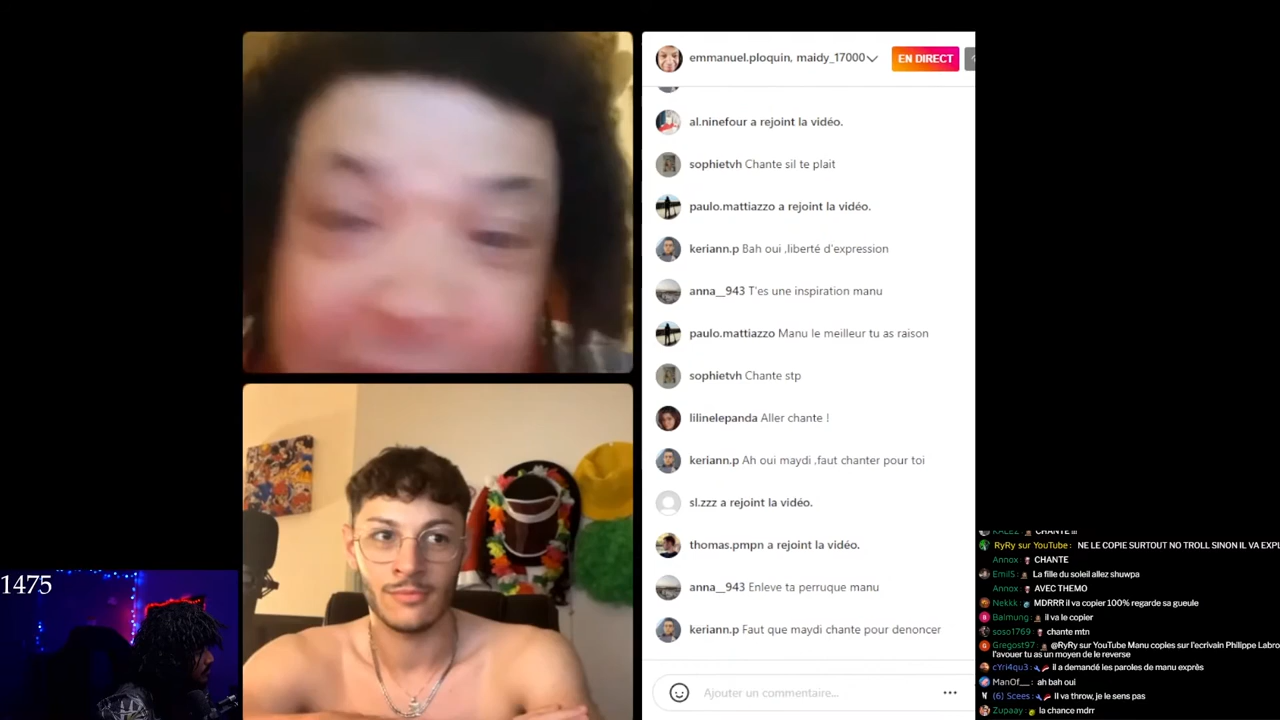 emmanuel.ploquin, maidy_17000
EN DIRECT
al.ninefour a rejoint la vidéo.
sophietvh Chante sil te plait
paulo.mattiazzo a rejoint la vidéo.
keriann.p Bah oui ,liberté d'expression
anna__943 T'es une inspiration manu
paulo.mattiazzo Manu le meilleur tu as raison
sophietvh Chante stp
lilinelepanda Aller chante !
keriann.p Ah oui maydi ,faut chanter pour toi
sl.zzz a rejoint la vidéo.
thomas.pmpn a rejoint la vidéo.
anna__943 Enleve ta perruque manu
keriann.p Faut que maydi chante pour denoncer
Ajouter un commentaire...
1475
CHANTE !!!
RyRy sur YouTube : NE LE COPIE SURTOUT NO TROLL SINON IL VA EXPL
Annox : CHANTE
EmilS : La fille du soleil allez shuwpa
Annox : AVEC THEMO
Nekkk : MDRRR il va copier 100% regarde sa gueule
Balmung : il va le copier
soso1769 : chante mtn
Gregost97 : @RyRy sur YouTube Manu copies sur l'ecrivain Philippe Labro
l'avouer tu as un moyen de le reverse
cYri4qu3 : il a demandé les paroles de manu exprès
ManOf__ : ah bah oui
(6) Scees : Il va throw, je le sens pas
Zupaay : la chance mdrr